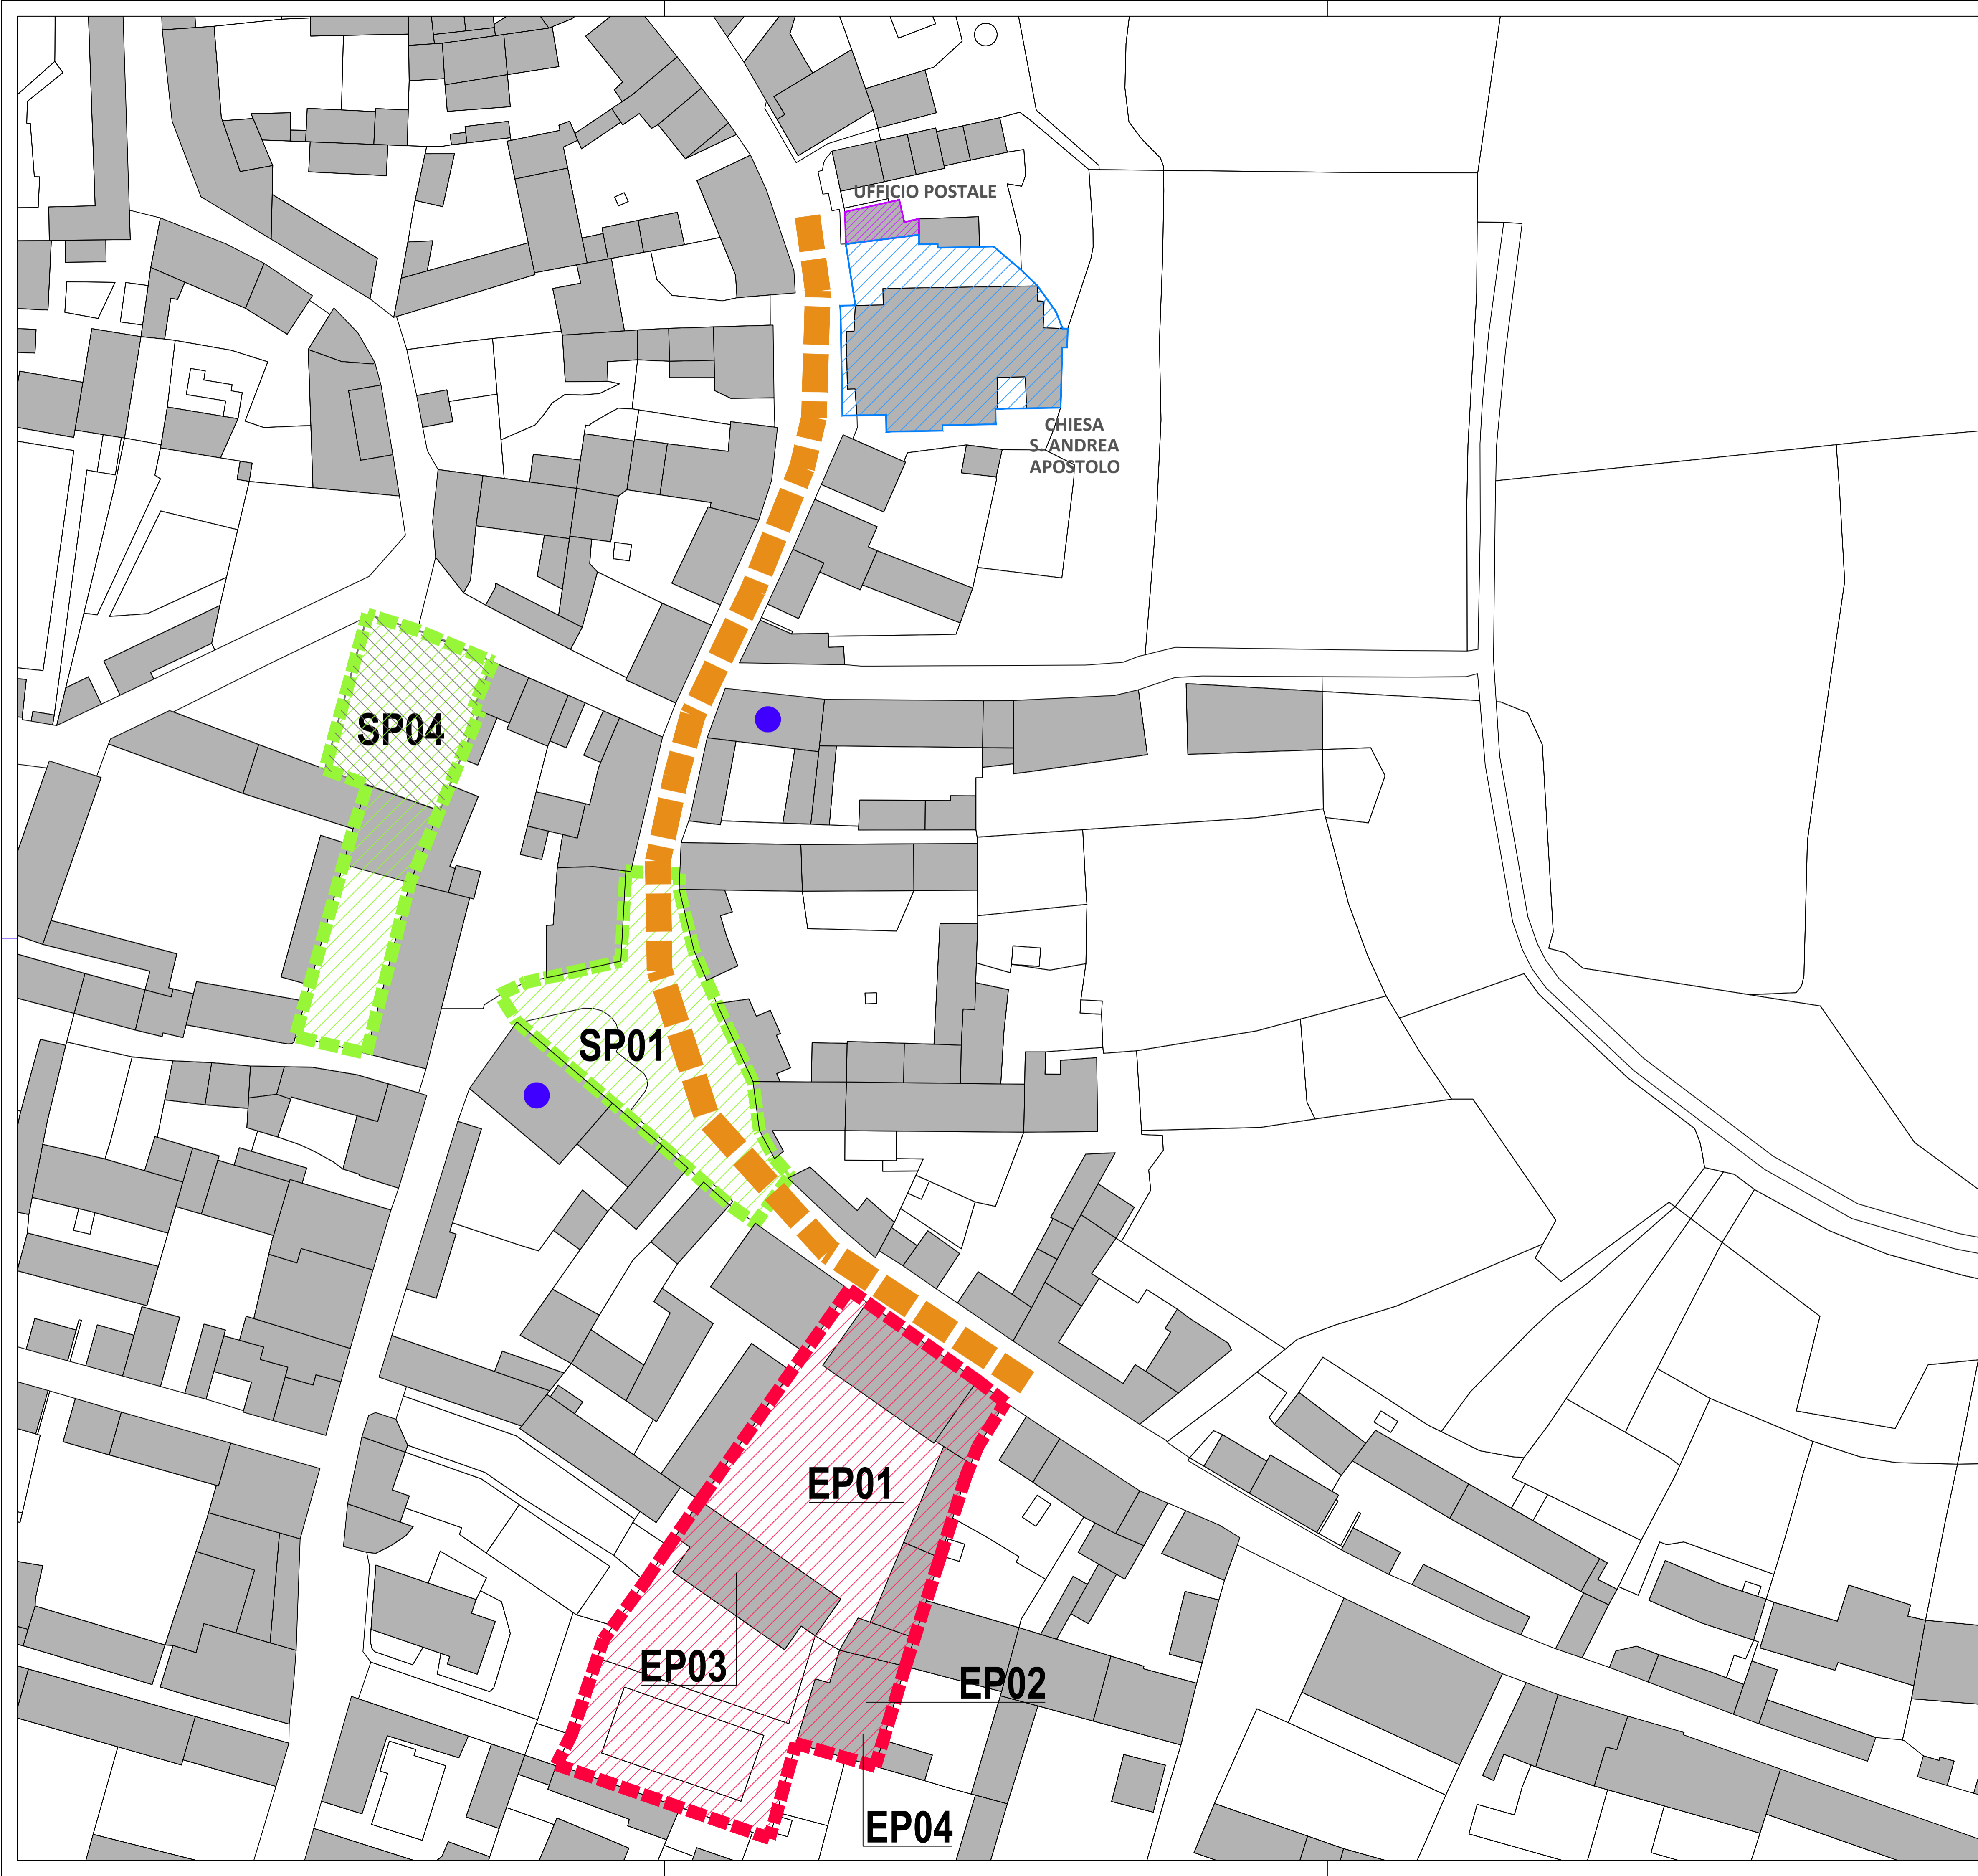 UFFICIO POSTALE
CHIESA
S. ANDREA
APOSTOLO
SP04
SP01
EP01
EP03
EP02
EP04